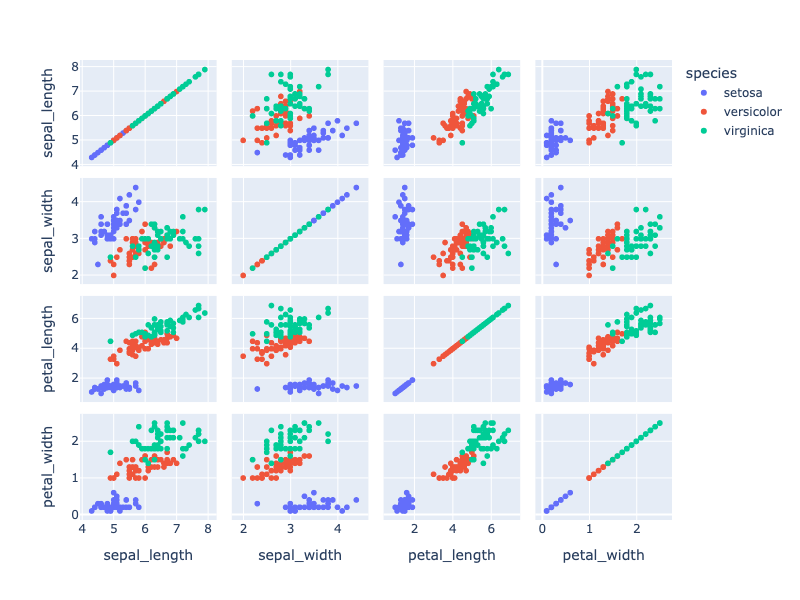 species
setosa
versicolor
virginica
sepal_length
8
7
6
5
4
sepal_width
4
3
2
petal_length
6
4
2
petal_width
2
1
0
4 5 6 7 8 2 3 4 2 4 6 0 1 2
sepal_length sepal_width petal_length petal_width